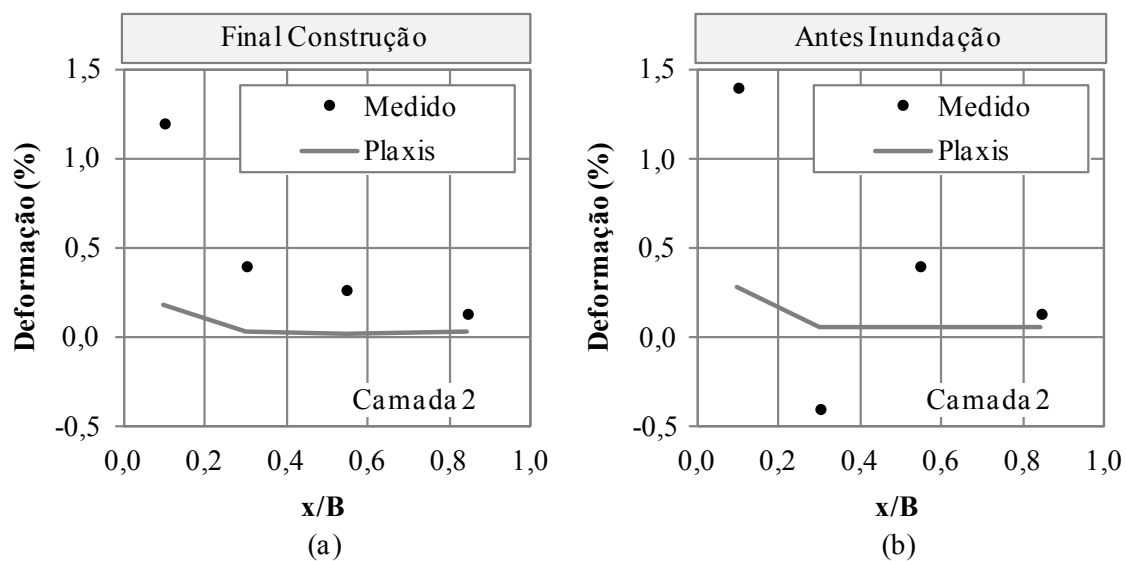 Final Construção
1,5
1,0
0,5
0,0
-0,5
Deformação (%)
Medido
Plaxis
Camada 2
0,0 0,2 0,4 0,6 0,8 1,0
x/B
(a)
Antes Inundação
1,5
1,0
0,5
0,0
-0,5
Deformação (%)
Medido
Plaxis
Camada 2
0,0 0,2 0,4 0,6 0,8 1,0
x/B
(b)